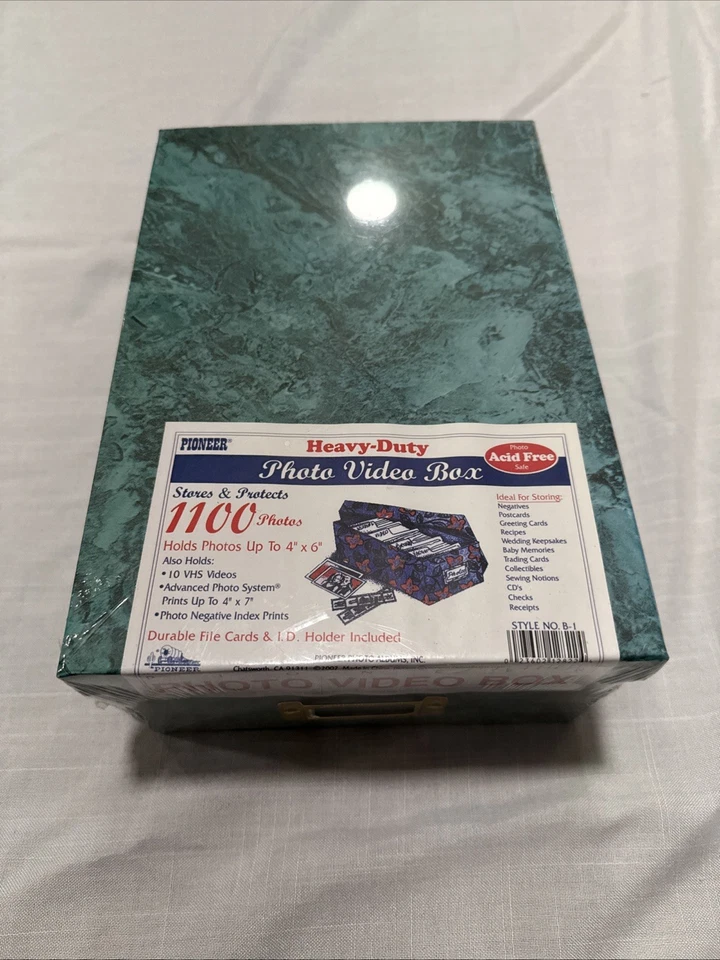 PIONEER®
Heavy-Duty
Photo Video Box
Photo
Acid Free
Safe
Stores & Protects
1100 Photos
Holds Photos Up To 4" x 6"
Also Holds:
• 10 VHS Videos
• Advanced Photo System®
Prints Up To 4" x 7"
• Photo Negative Index Prints
Durable File Cards & I.D. Holder Included
Ideal For Storing:
Negatives
Postcards
Greeting Cards
Recipes
Wedding Keepsakes
Baby Memories
Trading Cards
Collectibles
Sewing Notions
CD's
Checks
Receipts
STYLE NO. B-1
PIONEER
PIONEER PHOTO ALBUMS, INC.
Chatsworth, CA
PHOTO VIDEO BOX